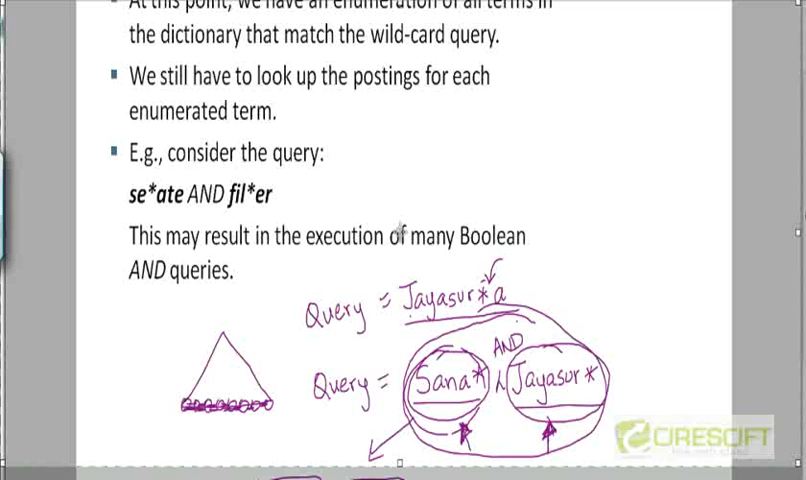 At this point, we have an enumeration of all terms in
the dictionary that match the wild-card query.
▪ We still have to look up the postings for each
enumerated term.
▪ E.g., consider the query:
se*ate AND fil*er
This may result in the execution of many Boolean
AND queries.
Query = Jayasur*a
AND
Query = Sana* Jayasur*